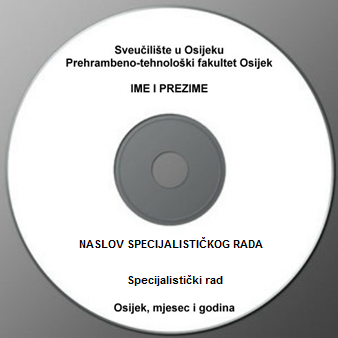 Sveučilište u Osijeku
Prehrambeno-tehnološki fakultet Osijek
IME I PREZIME
NASLOV SPECIJALISTIČKOG RADA
Specijalistički rad
Osijek, mjesec i godina